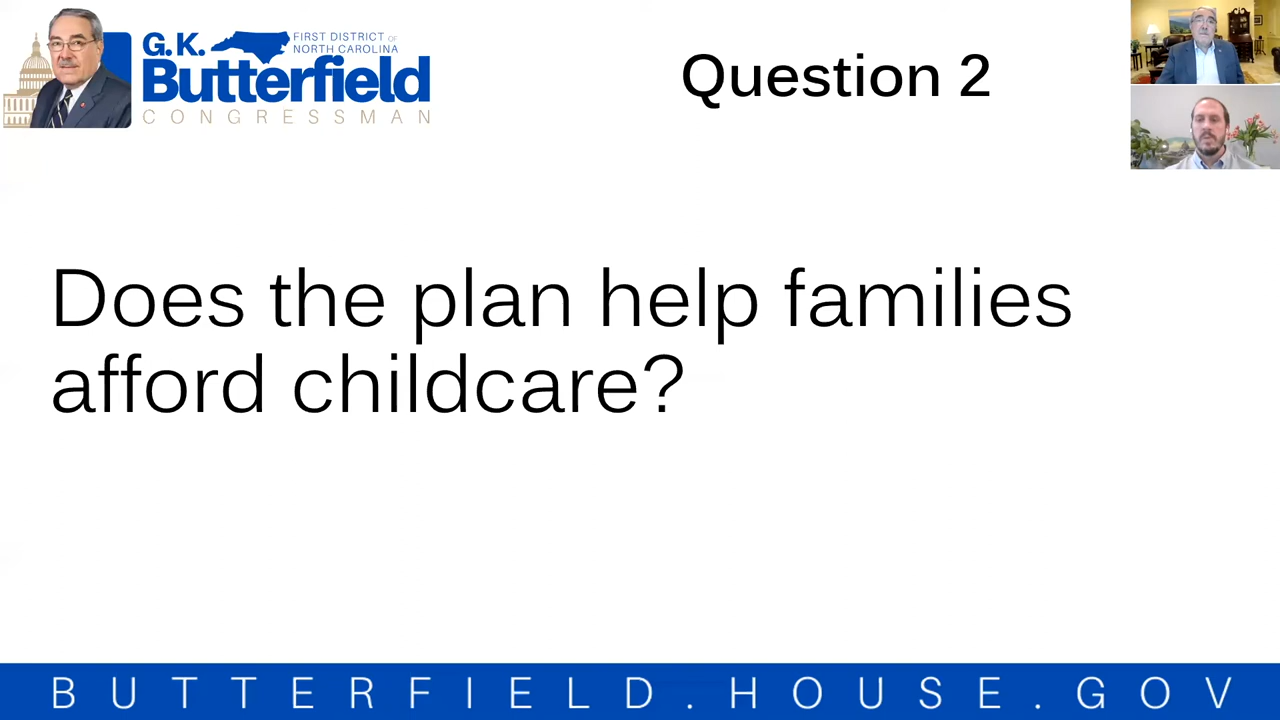 G. K.
FIRST DISTRICT OF
NORTH CAROLINA
Butterfield
CONGRESSMAN
Question 2
Does the plan help families
afford childcare?
BUTTERFIELD.HOUSE.GOV